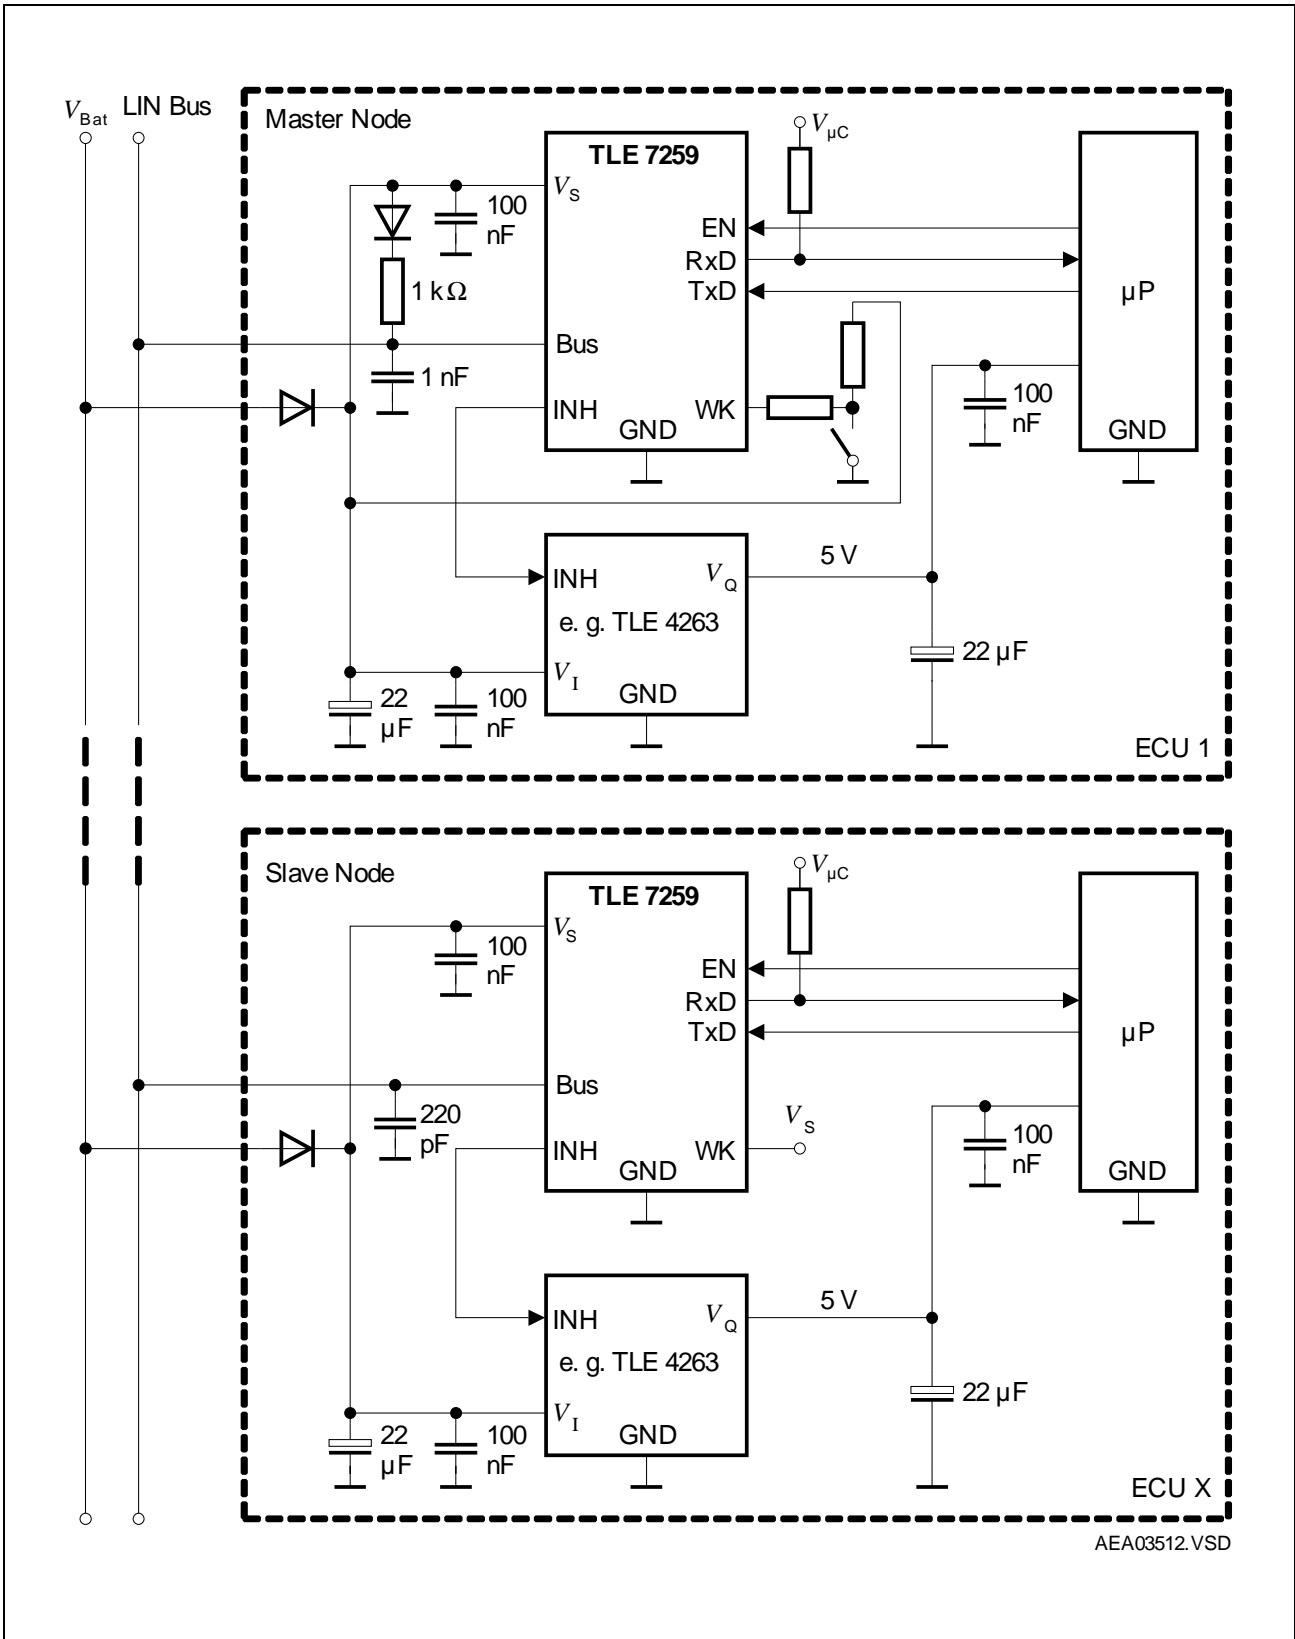 V_Bat LIN Bus
Master Node
TLE 7259
V_µC
V_S
100
nF
EN
RxD
TxD
µP
1 kΩ
Bus
1 nF
INH
WK
GND
100
nF
GND
INH
V_Q
5 V
e. g. TLE 4263
V_I
GND
22 µF
22
µF
100
nF
ECU 1
Slave Node
TLE 7259
V_µC
V_S
100
nF
EN
RxD
TxD
µP
Bus
220
pF
V_S
INH
WK
GND
100
nF
GND
INH
V_Q
5 V
e. g. TLE 4263
V_I
GND
22 µF
22
µF
100
nF
ECU X
AEA03512.VSD